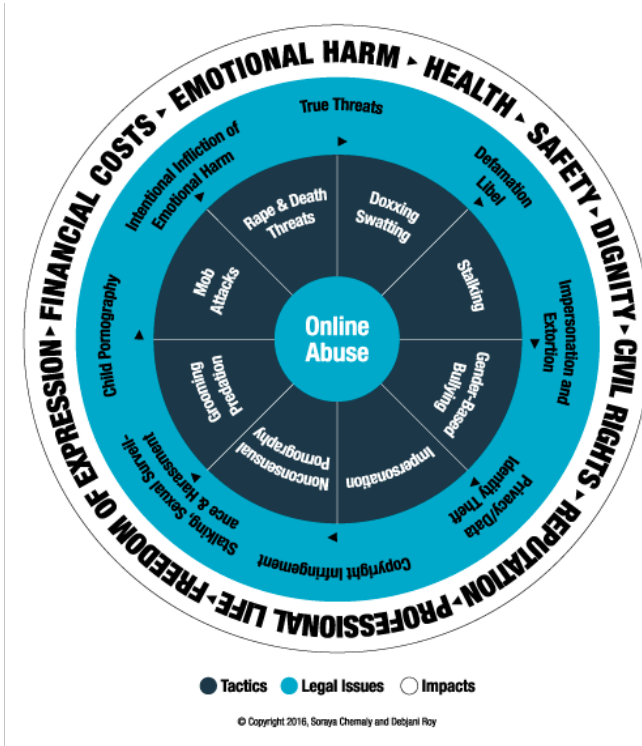 EMOTIONAL HARM ▸ HEALTH ▸ SAFETY ▸ DIGNITY ▸ CIVIL RIGHTS ▸ REPUTATION ▸ PROFESSIONAL LIFE ▸ FREEDOM OF EXPRESSION ▸ FINANCIAL COSTS ▸
True Threats
Defamation
Libel
Impersonation and
Extortion
Privacy/Data
Identity Theft
Copyright Infringement
Stalking, Sexual Surveil-
ance & Harassment
Child Pornography
Intentional Infliction of
Emotional Harm
Rape & Death
Threats
Doxxing
Swatting
Stalking
Gender-Based
Bullying
Impersonation
Nonconsensual
Pornography
Grooming
Predation
Mob
Attacks
Online
Abuse
Tactics
Legal Issues
Impacts
© Copyright 2016, Soraya Chemaly and Debjani Roy